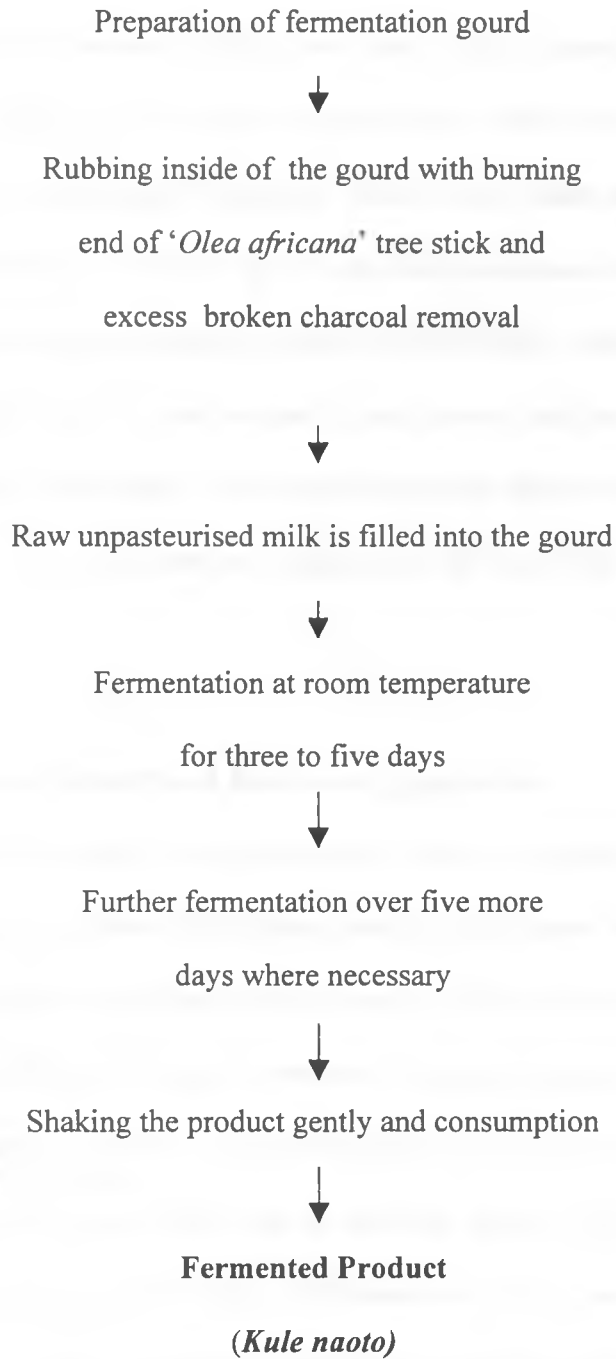 Preparation of fermentation gourd
Rubbing inside of the gourd with burning
end of ‘Olea africana’ tree stick and
excess broken charcoal removal
Raw unpasteurised milk is filled into the gourd
Fermentation at room temperature
for three to five days
Further fermentation over five more
days where necessary
Shaking the product gently and consumption
Fermented Product
(Kule naoto)